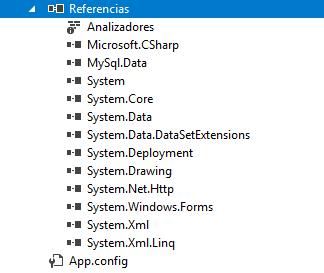 Referencias
Analizadores
Microsoft.CSharp
MySql.Data
System
System.Core
System.Data
System.Data.DataSetExtensions
System.Deployment
System.Drawing
System.Net.Http
System.Windows.Forms
System.Xml
System.Xml.Linq
App.config